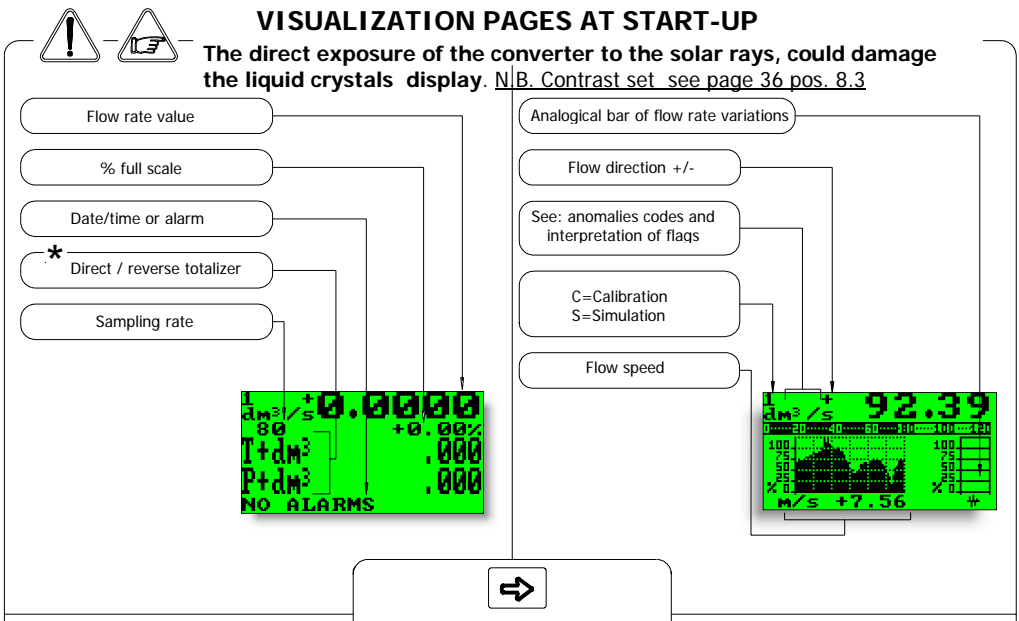 VISUALIZATION PAGES AT START-UP
The direct exposure of the converter to the solar rays, could damage
the liquid crystals display. N.B. Contrast set see page 36 pos. 8.3
Flow rate value
% full scale
Date/time or alarm
*
Direct / reverse totalizer
Sampling rate
1 + 0.0000
dm³/s
80 +0.00%
T+dm³ .000
P+dm³ .000
NO ALARMS
Analogical bar of flow rate variations
Flow direction +/-
See: anomalies codes and
interpretation of flags
C=Calibration
S=Simulation
Flow speed
1 + 92.39
dm³/s
0 20 40 60 80 100 120
100 100
75 75
50 50
25 25
% 0 % 0
m/s +7.56